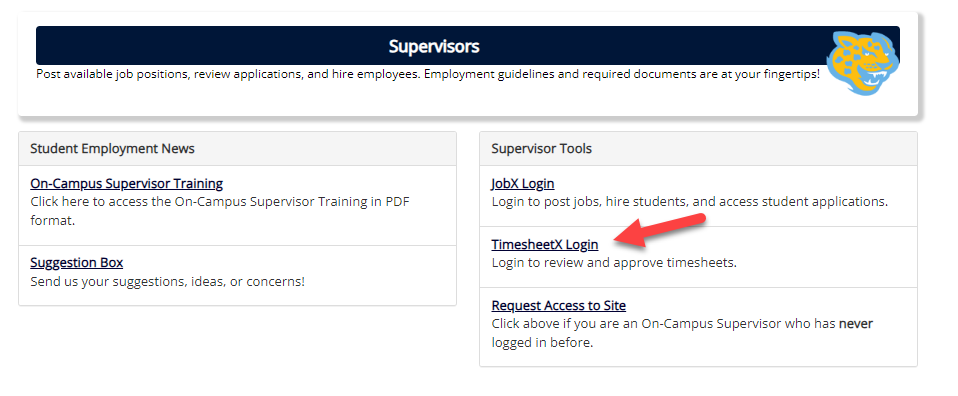 Supervisors
Post available job positions, review applications, and hire employees. Employment guidelines and required documents are at your fingertips!
Student Employment News
On-Campus Supervisor Training
Click here to access the On-Campus Supervisor Training in PDF
format.
Suggestion Box
Send us your suggestions, ideas, or concerns!
Supervisor Tools
JobX Login
Login to post jobs, hire students, and access student applications.
TimesheetX Login
Login to review and approve timesheets.
Request Access to Site
Click above if you are an On-Campus Supervisor who has never
logged in before.